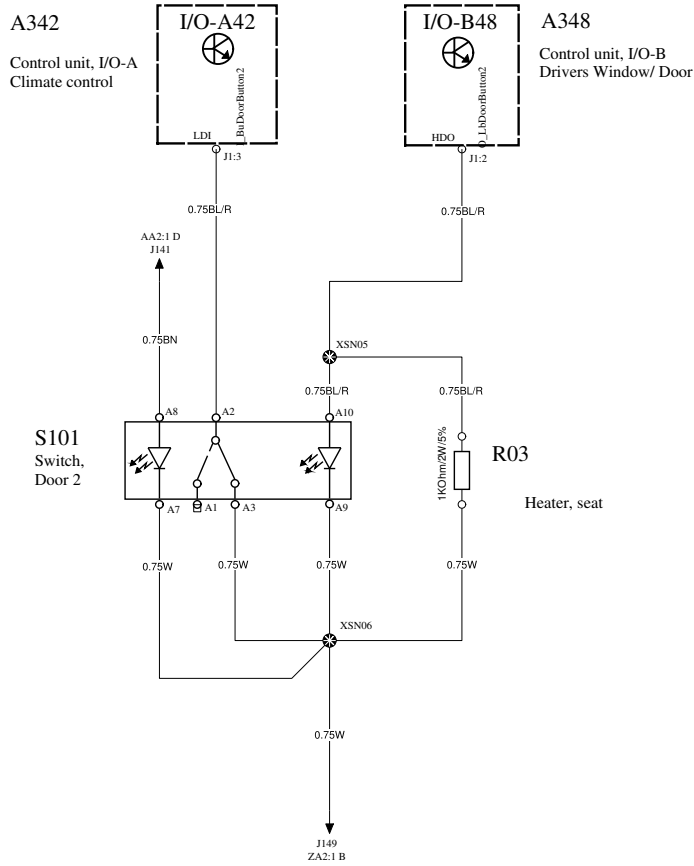 A342
Control unit, I/O-A
Climate control
I/O-A42
I/O-B48
A348
Control unit, I/O-B
Drivers Window/ Door
_BuDoorButton2
O_LbDoorButton2
LDI
HDO
J1:3
J1:2
0.75BL/R
0.75BL/R
AA2:1 D
J141
0.75BN
XSN05
0.75BL/R
0.75BL/R
A8
A2
A10
S101
Switch,
Door 2
1KOhm/2W/5%
R03
Heater, seat
A7
A1
A3
A9
0.75W
0.75W
0.75W
0.75W
XSN06
0.75W
J149
ZA2:1 B